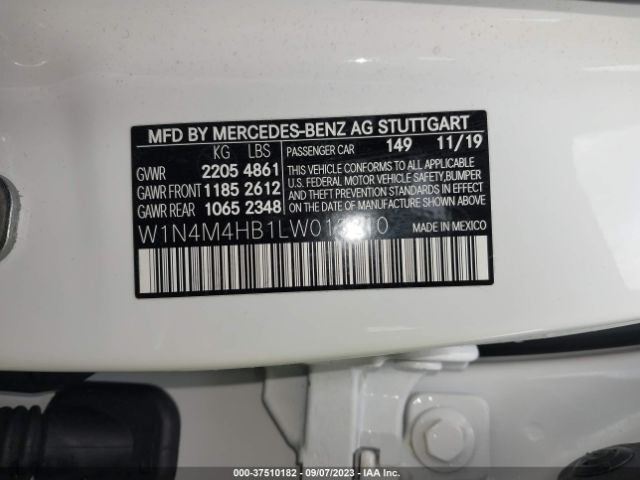 MFD BY MERCEDES-BENZ AG STUTTGART
KG LBS PASSENGER CAR 149 11/19
GVWR 2205 4861
GAWR FRONT 1185 2612
GAWR REAR 1065 2348
THIS VEHICLE CONFORMS TO ALL APPLICABLE
U.S. FEDERAL MOTOR VEHICLE SAFETY,BUMPER
AND THEFT PREVENTION STANDARDS
IN EFFECT ON THE DATE OF
MANUFACTURE SHOWN ABOVE.
MADE IN MEXICO
000-37510182 - 09/07/2023 - IAA Inc.